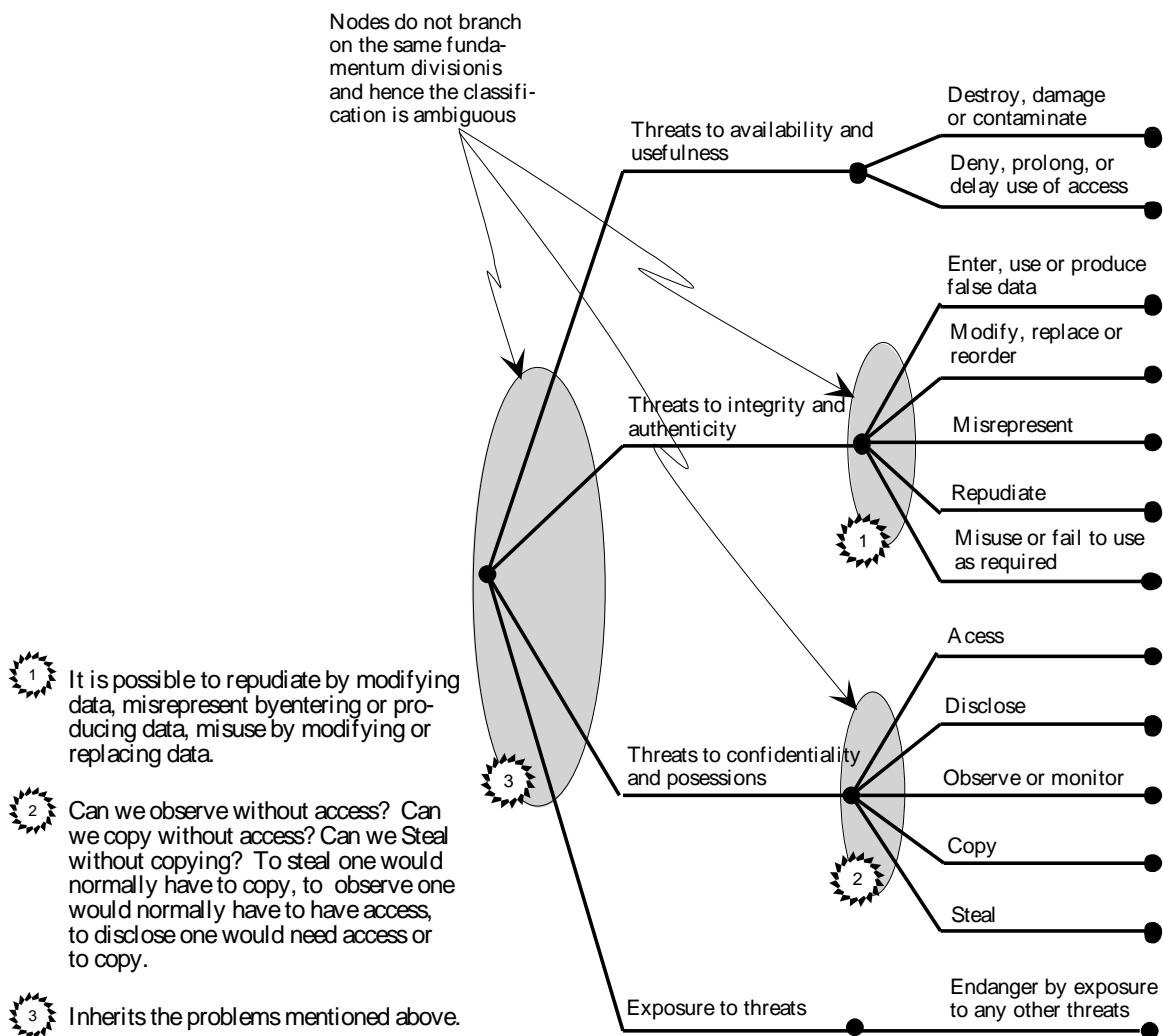 Nodes do not branch
on the same funda-
mentum divisionis
and hence the classifi-
cation is ambiguous
Threats to availability and
usefulness
Destroy, damage
or contaminate
Deny, prolong, or
delay use of access
Threats to integrity and
authenticity
Enter, use or produce
false data
Modify, replace or
reorder
Misrepresent
Repudiate
Misuse or fail to use
as required
1
Threats to confidentiality
and posessions
Acess
Disclose
Observe or monitor
Copy
Steal
2
3
Exposure to threats
Endanger by exposure
to any other threats
1 It is possible to repudiate by modifying
data, misrepresent byentering or pro-
ducing data, misuse by modifying or
replacing data.
2 Can we observe without access? Can
we copy without access? Can we Steal
without copying? To steal one would
normally have to copy, to observe one
would normally have to have access,
to disclose one would need access or
to copy.
3 Inherits the problems mentioned above.